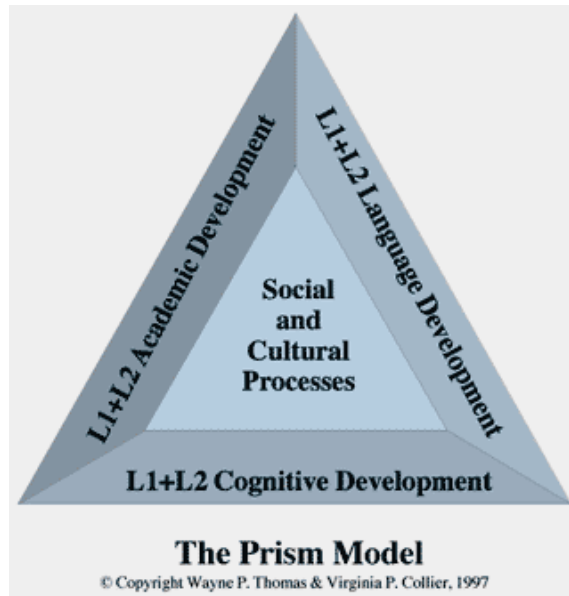 L1+L2 Academic Development
L1+L2 Language Development
Social
and
Cultural
Processes
L1+L2 Cognitive Development
The Prism Model
© Copyright Wayne P. Thomas & Virginia P. Collier, 1997